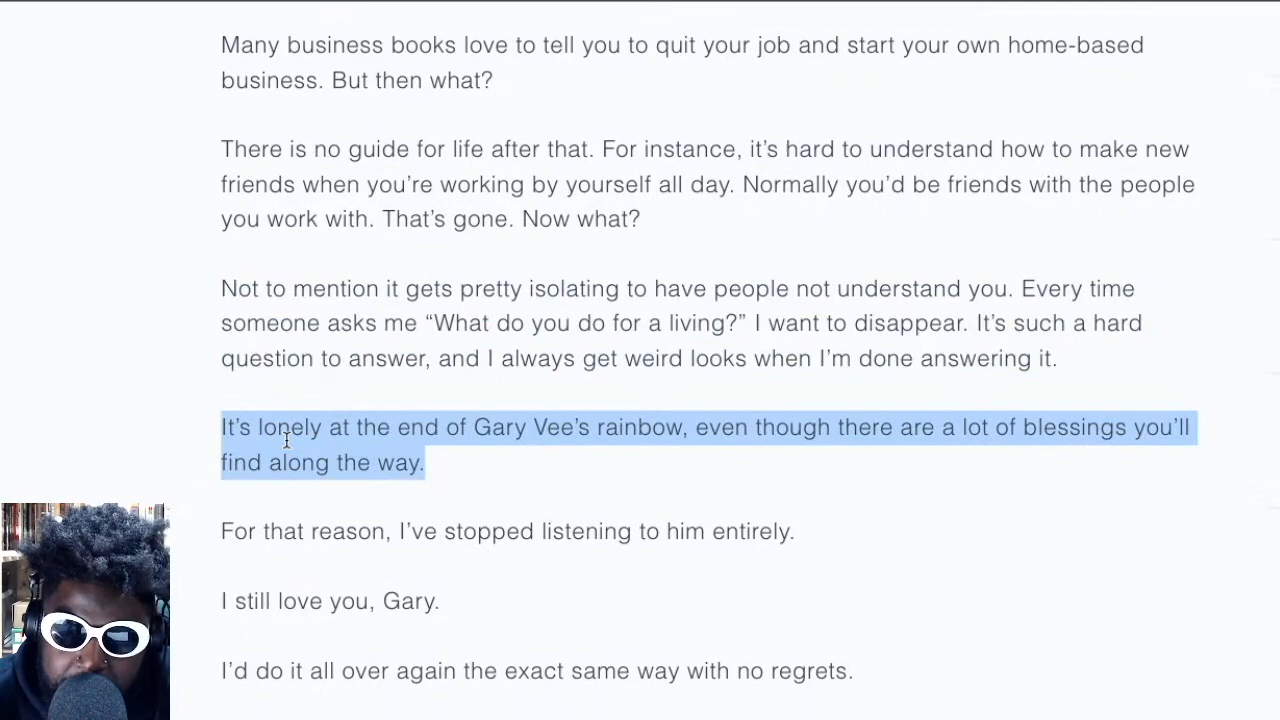 Many business books love to tell you to quit your job and start your own home-based
business. But then what?
There is no guide for life after that. For instance, it’s hard to understand how to make new
friends when you’re working by yourself all day. Normally you’d be friends with the people
you work with. That’s gone. Now what?
Not to mention it gets pretty isolating to have people not understand you. Every time
someone asks me “What do you do for a living?” I want to disappear. It’s such a hard
question to answer, and I always get weird looks when I’m done answering it.
It’s lonely at the end of Gary Vee’s rainbow, even though there are a lot of blessings you’ll
find along the way.
For that reason, I’ve stopped listening to him entirely.
I still love you, Gary.
I’d do it all over again the exact same way with no regrets.